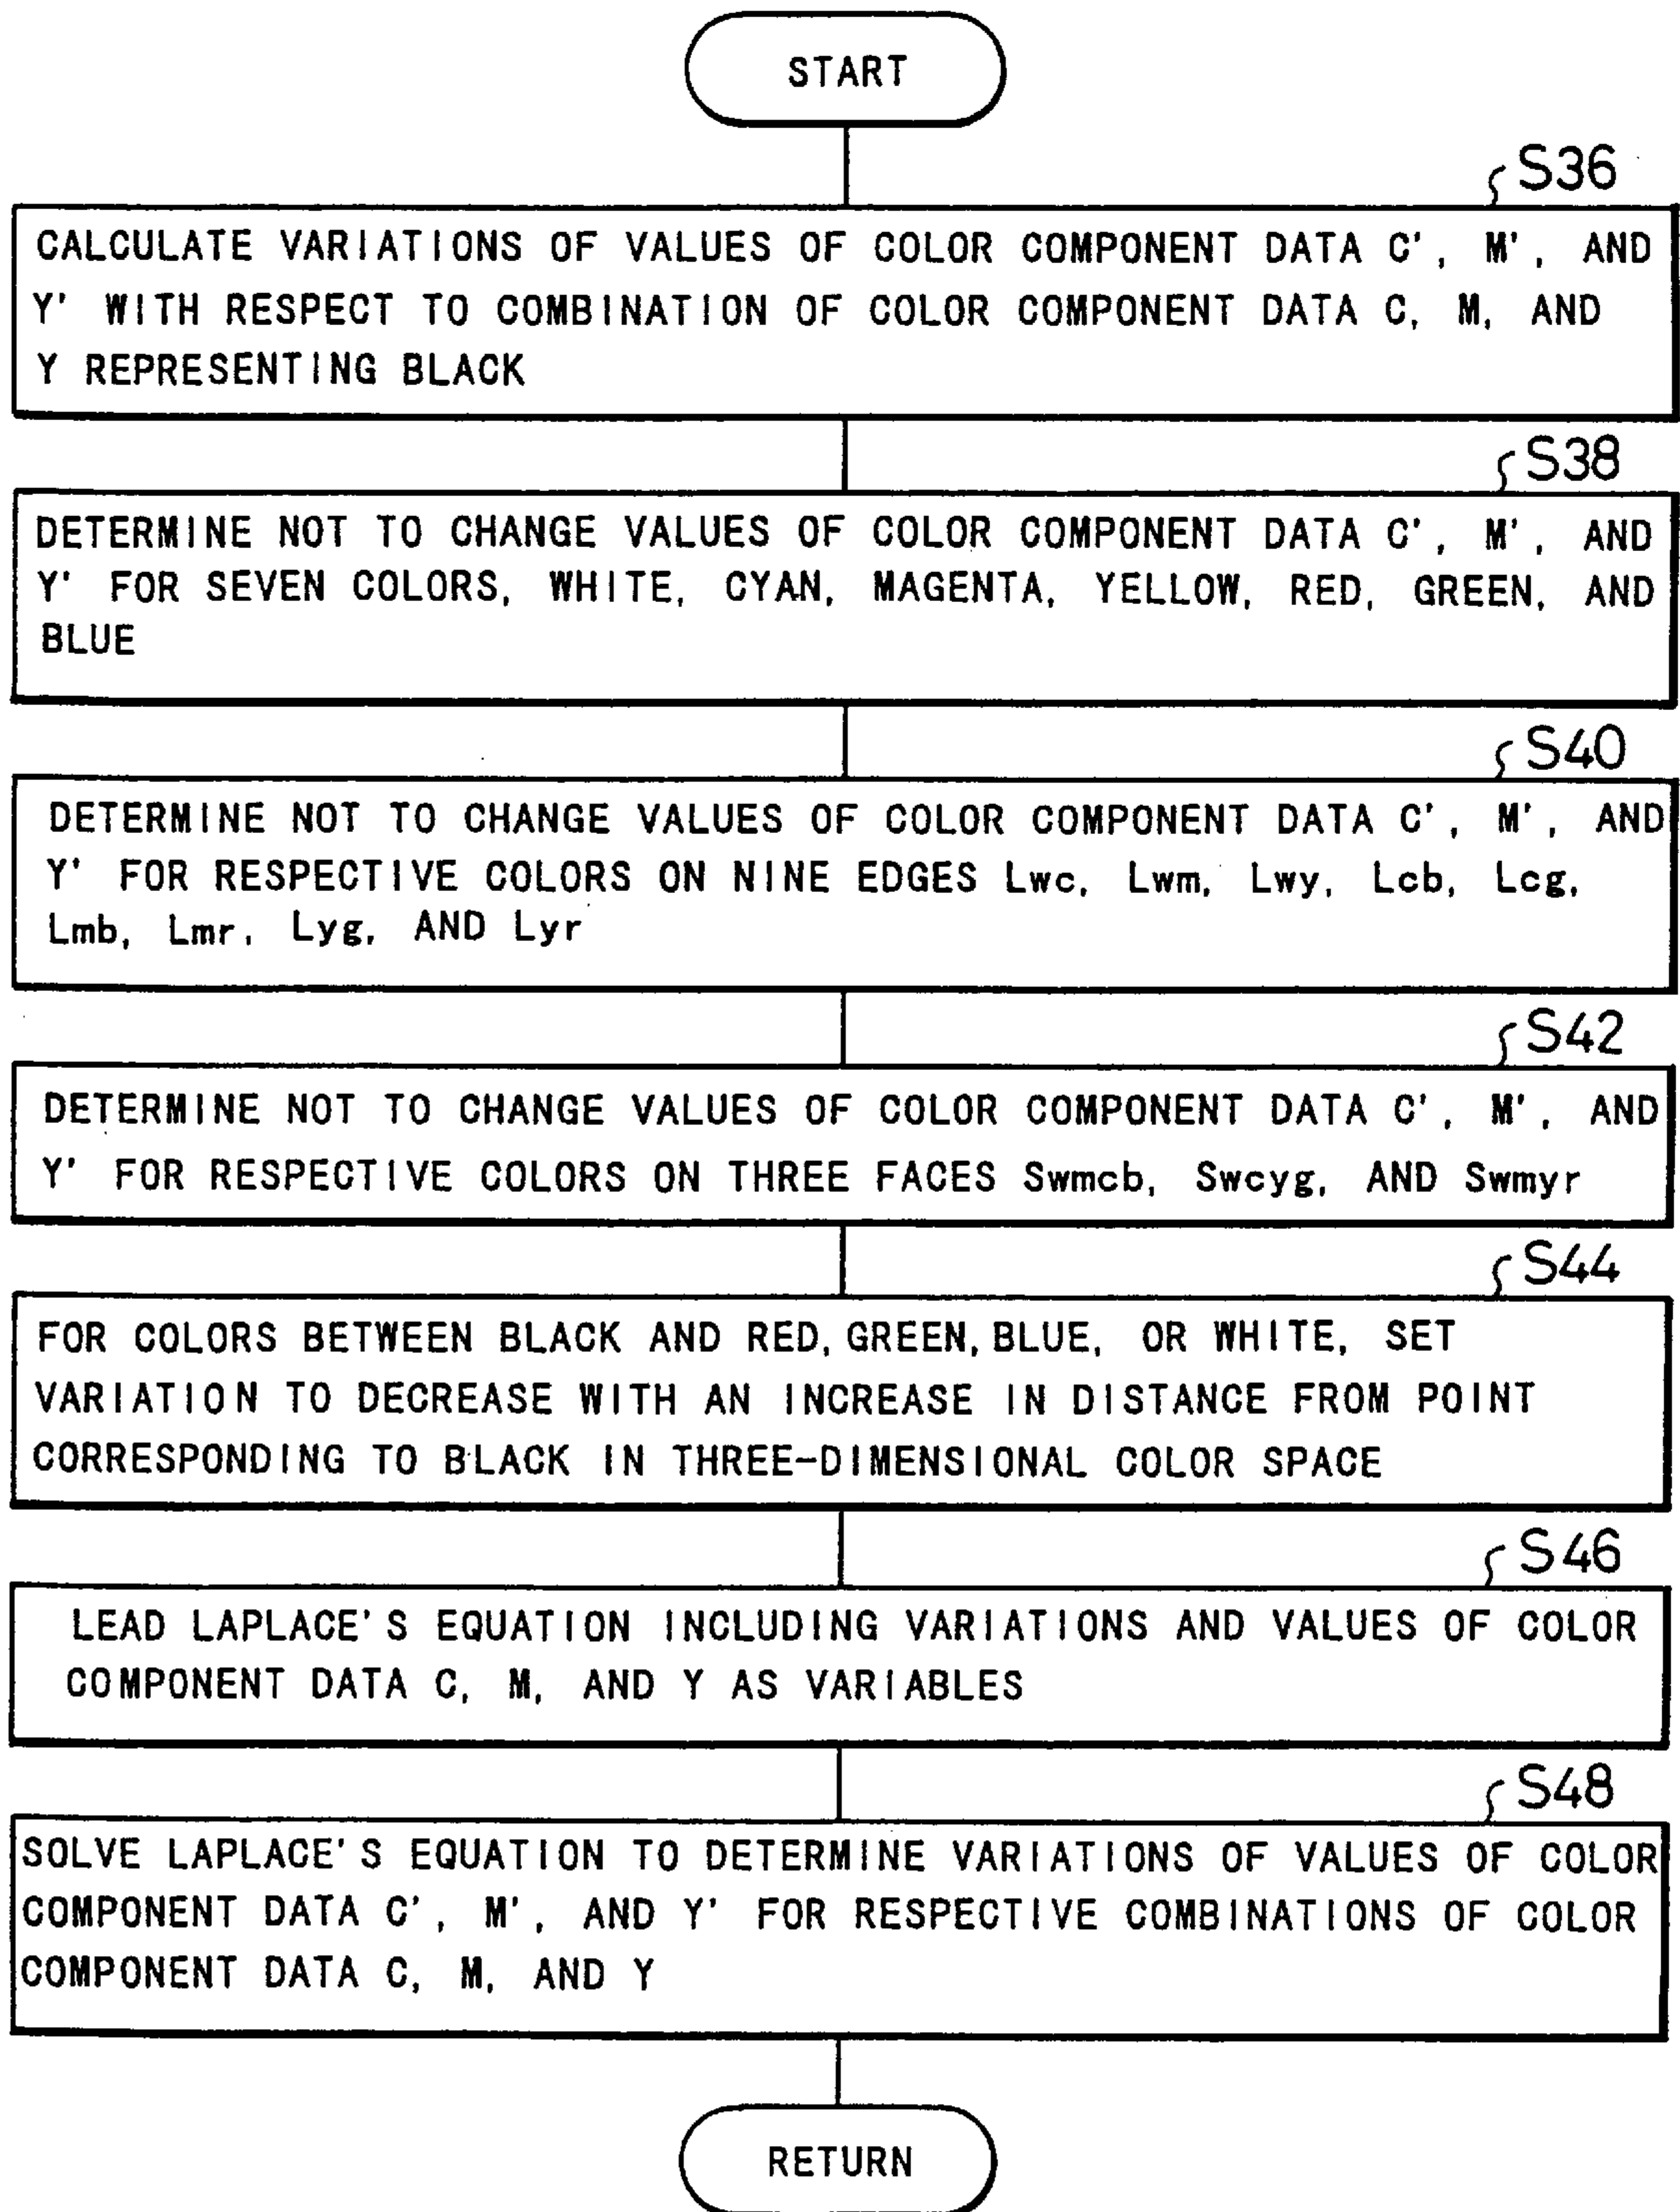 START
S36
CALCULATE VARIATIONS OF VALUES OF COLOR COMPONENT DATA C', M', AND
Y' WITH RESPECT TO COMBINATION OF COLOR COMPONENT DATA C, M, AND
Y REPRESENTING BLACK
S38
DETERMINE NOT TO CHANGE VALUES OF COLOR COMPONENT DATA C', M', AND
Y' FOR SEVEN COLORS, WHITE, CYAN, MAGENTA, YELLOW, RED, GREEN, AND
BLUE
S40
DETERMINE NOT TO CHANGE VALUES OF COLOR COMPONENT DATA C', M', AND
Y' FOR RESPECTIVE COLORS ON NINE EDGES Lwc, Lwm, Lwy, Lcb, Lcg,
Lmb, Lmr, Lyg, AND Lyr
S42
DETERMINE NOT TO CHANGE VALUES OF COLOR COMPONENT DATA C', M', AND
Y' FOR RESPECTIVE COLORS ON THREE FACES Swmcb, Swcyg, AND Swmyr
S44
FOR COLORS BETWEEN BLACK AND RED, GREEN, BLUE, OR WHITE, SET
VARIATION TO DECREASE WITH AN INCREASE IN DISTANCE FROM POINT
CORRESPONDING TO BLACK IN THREE-DIMENSIONAL COLOR SPACE
S46
LEAD LAPLACE'S EQUATION INCLUDING VARIATIONS AND VALUES OF COLOR
COMPONENT DATA C, M, AND Y AS VARIABLES
S48
SOLVE LAPLACE'S EQUATION TO DETERMINE VARIATIONS OF VALUES OF COLOR
COMPONENT DATA C', M', AND Y' FOR RESPECTIVE COMBINATIONS OF COLOR
COMPONENT DATA C, M, AND Y
RETURN